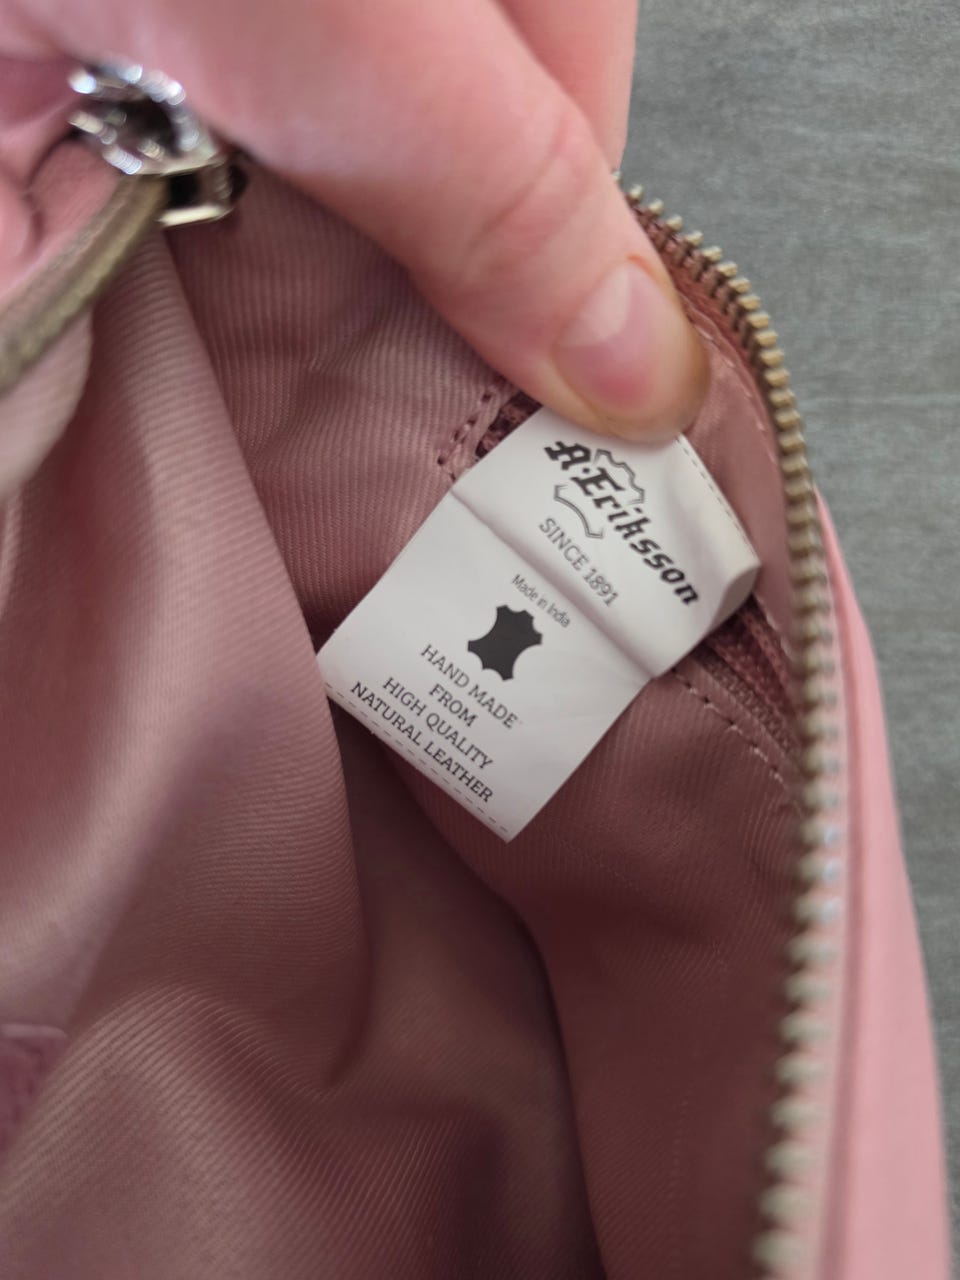 A·Eriksson
SINCE 1891
Made in India
HAND MADE
FROM
HIGH QUALITY
NATURAL LEATHER